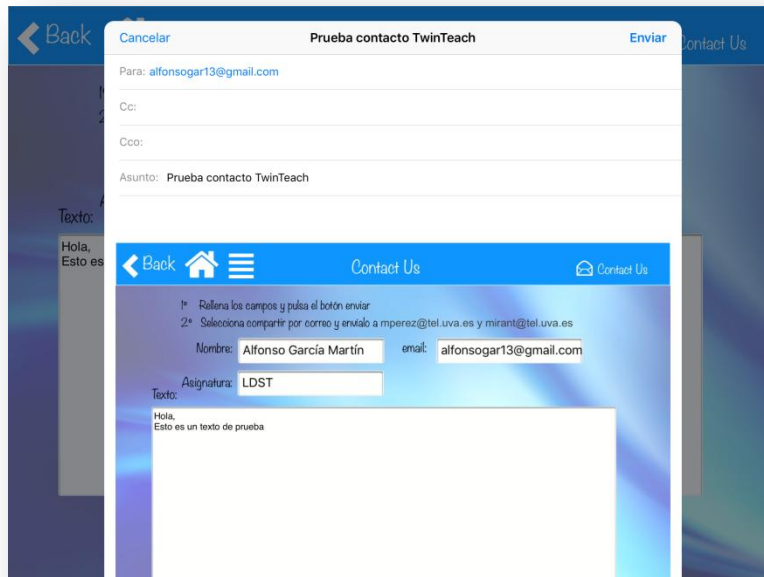 Back
Contact Us
Cancelar Prueba contacto TwinTeach Enviar
Para: alfonsogar13@gmail.com
Cc:
Cco:
Asunto: Prueba contacto TwinTeach
Texto:
Hola,
Esto es
Back Contact Us Contact Us
1º Rellena los campos y pulsa el botón enviar
2º Selecciona compartir por correo y envíalo a mperez@tel.uva.es y mirant@tel.uva.es
Nombre: Alfonso García Martín email: alfonsogar13@gmail.com
Asignatura: LDST
Texto:
Hola,
Esto es un texto de prueba